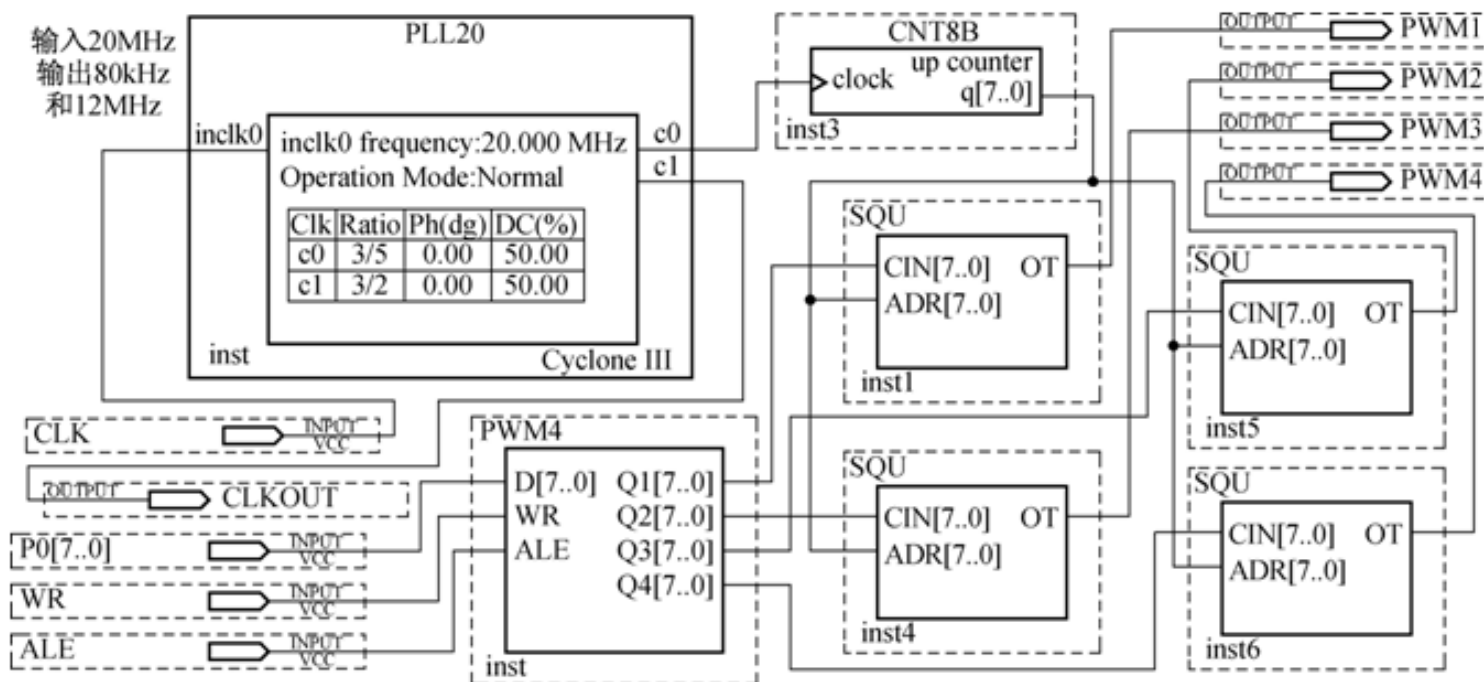 输入20MHz
输出80kHz
和12MHz
PLL20
inclk0
inclk0 frequency:20.000 MHz
Operation Mode:Normal
Clk Ratio Ph(dg) DC(%)
c0 3/5 0.00 50.00
c1 3/2 0.00 50.00
c0
c1
inst
Cyclone III
CNT8B
up counter
clock
q[7..0]
inst3
OUTPUT PWM1
OUTPUT PWM2
OUTPUT PWM3
OUTPUT PWM4
SQU
CIN[7..0] OT
ADR[7..0]
inst1
SQU
CIN[7..0] OT
ADR[7..0]
inst5
CLK INPUT
VCC
OUTPUT CLKOUT
P0[7..0] INPUT
VCC
WR INPUT
VCC
ALE INPUT
VCC
PWM4
D[7..0] Q1[7..0]
WR Q2[7..0]
ALE Q3[7..0]
Q4[7..0]
inst
SQU
CIN[7..0] OT
ADR[7..0]
inst4
SQU
CIN[7..0] OT
ADR[7..0]
inst6